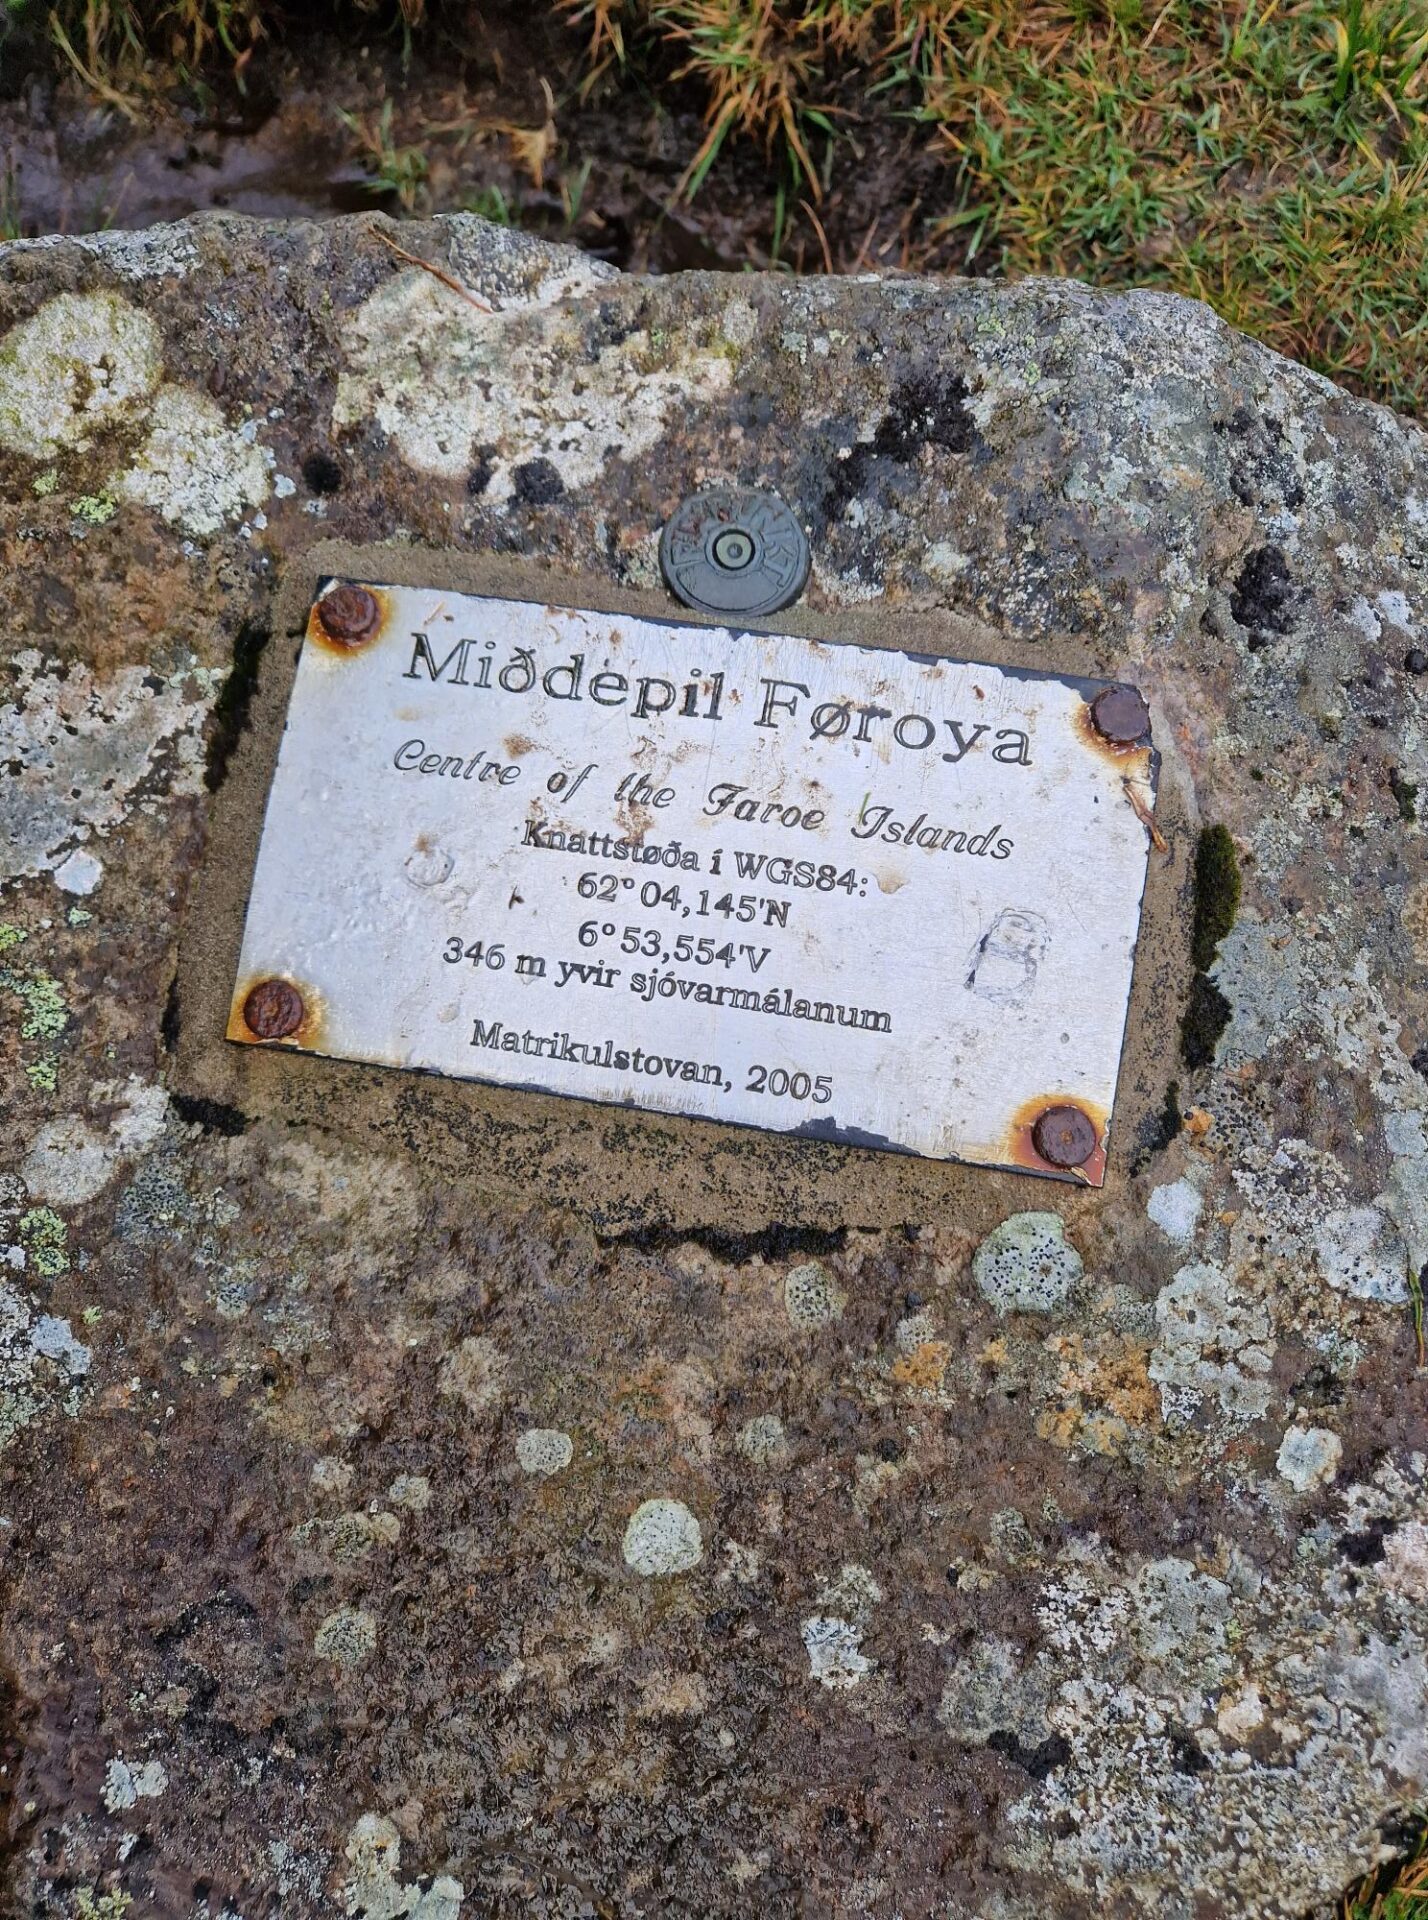 Miðdepil Føroya
Centre of the Faroe Islands
Knattstøða í WGS84:
62° 04,145'N
6° 53,554'V
346 m yvir sjóvarmálanum
Matrikulstovan, 2005